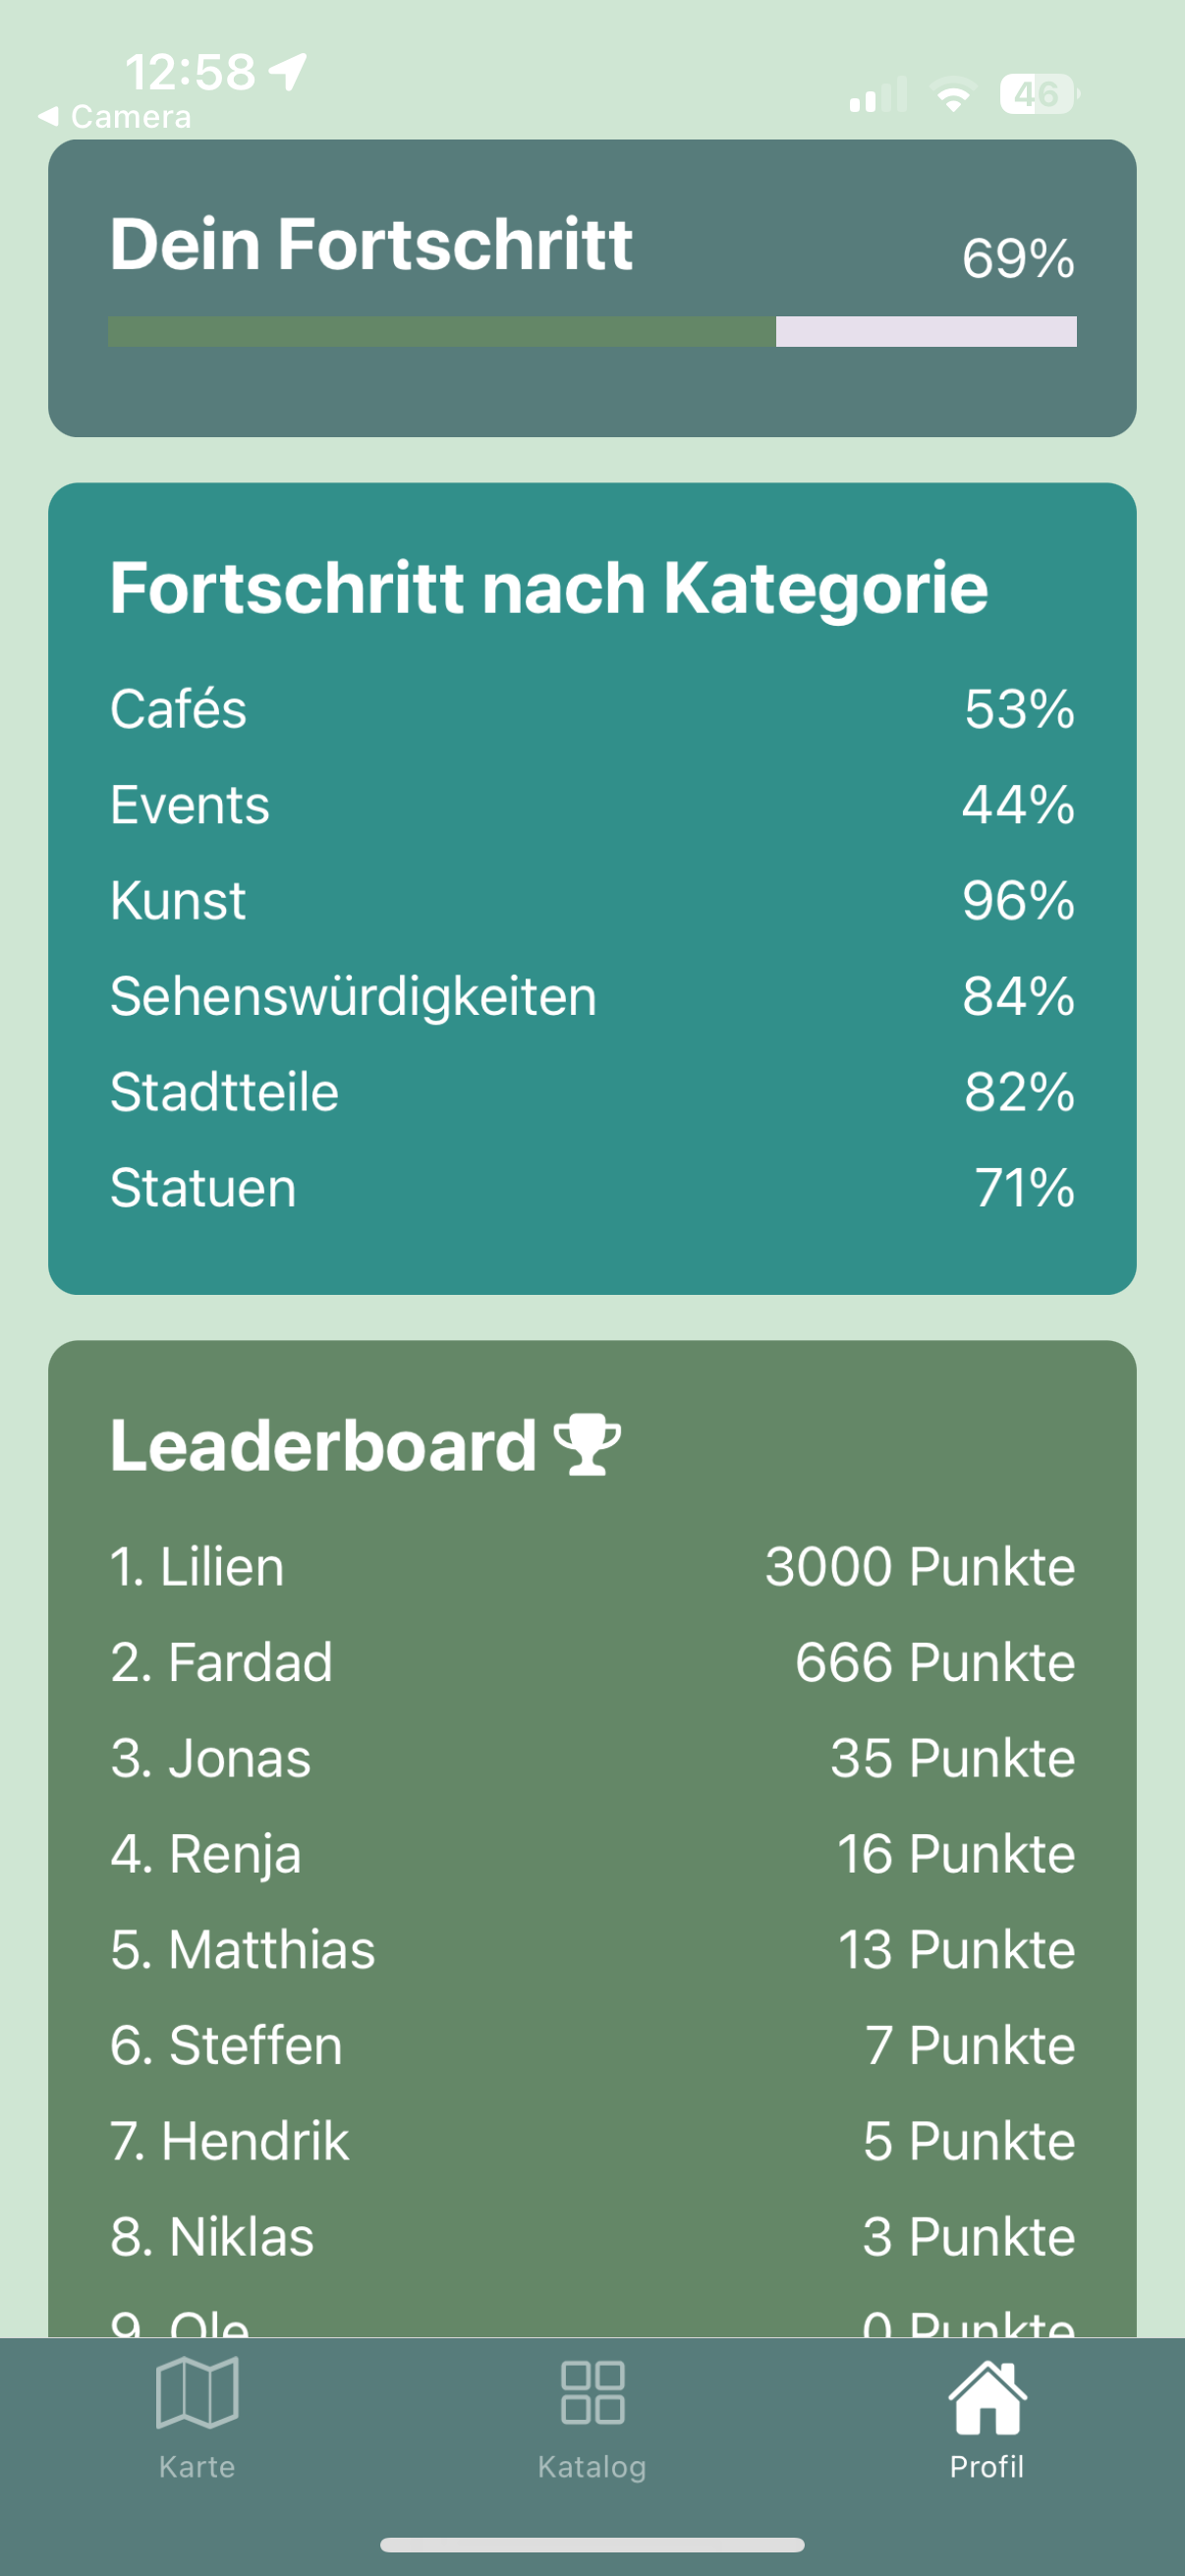 12:58
◀ Camera
46
Dein Fortschritt 69%
Fortschritt nach Kategorie
Cafés 53%
Events 44%
Kunst 96%
Sehenswürdigkeiten 84%
Stadtteile 82%
Statuen 71%
Leaderboard
1. Lilien 3000 Punkte
2. Fardad 666 Punkte
3. Jonas 35 Punkte
4. Renja 16 Punkte
5. Matthias 13 Punkte
6. Steffen 7 Punkte
7. Hendrik 5 Punkte
8. Niklas 3 Punkte
9. Ole 0 Punkte
Karte Katalog Profil